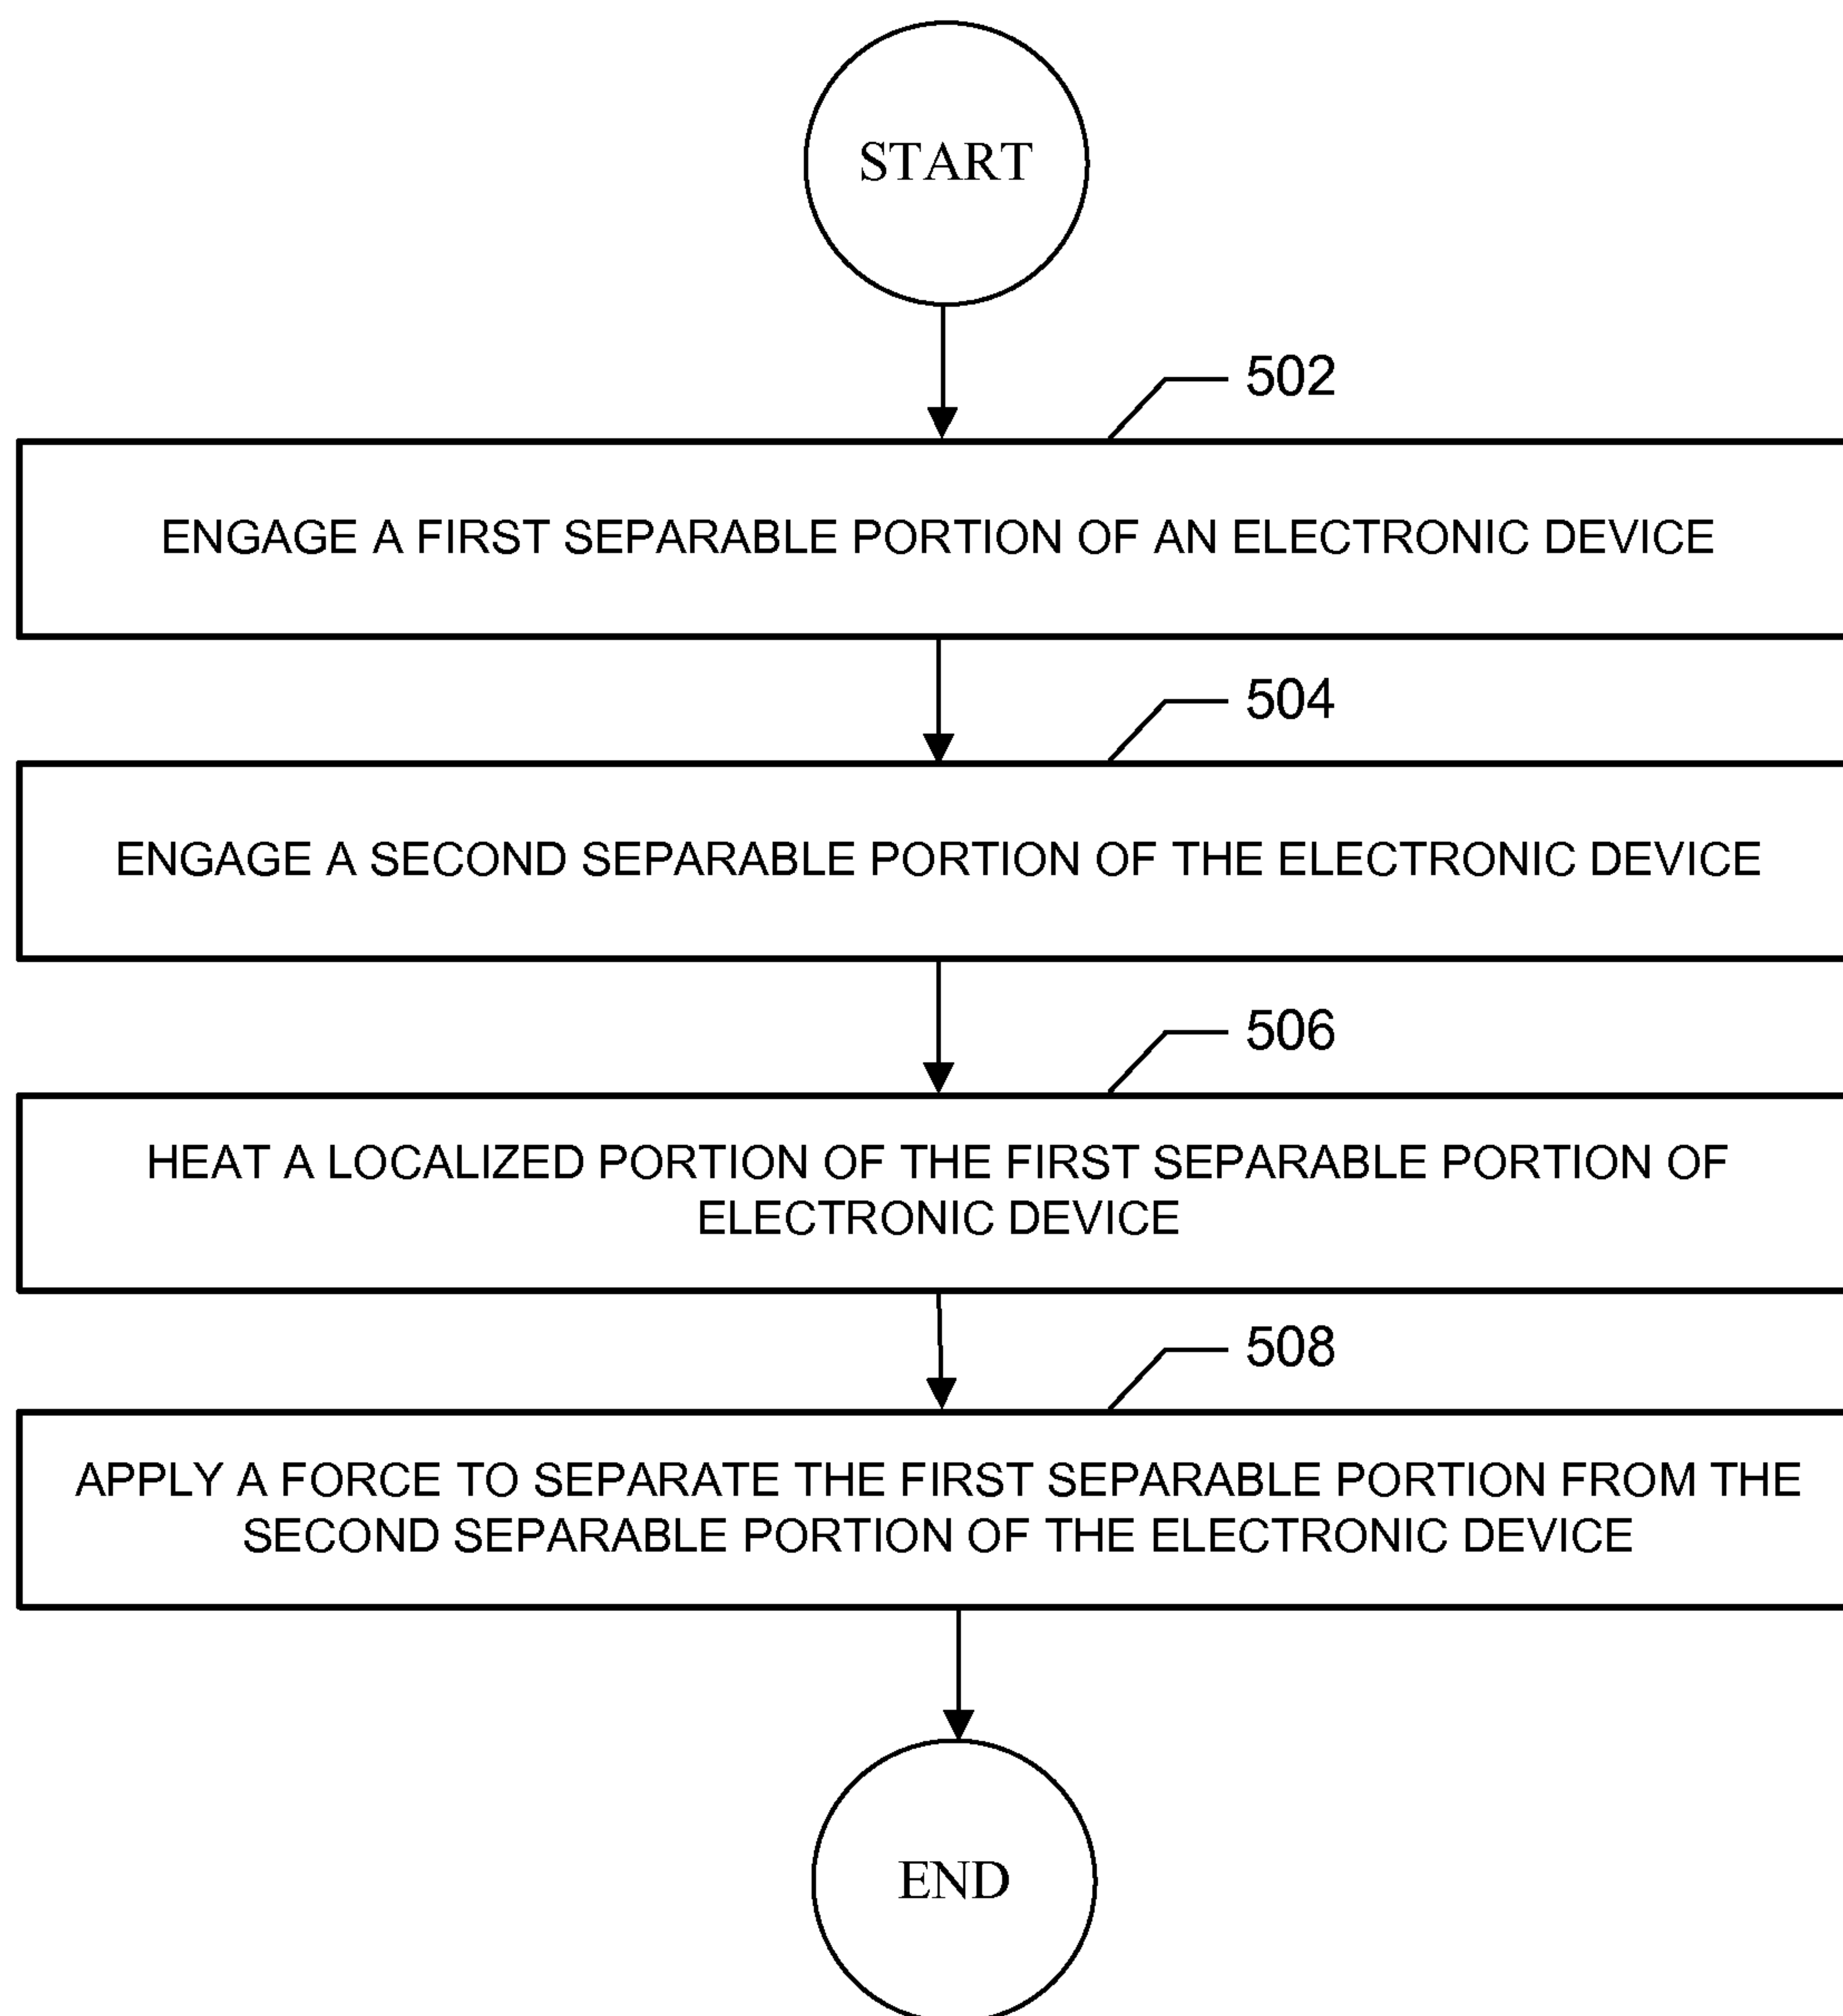 START
502
ENGAGE A FIRST SEPARABLE PORTION OF AN ELECTRONIC DEVICE
504
ENGAGE A SECOND SEPARABLE PORTION OF THE ELECTRONIC DEVICE
506
HEAT A LOCALIZED PORTION OF THE FIRST SEPARABLE PORTION OF
ELECTRONIC DEVICE
508
APPLY A FORCE TO SEPARATE THE FIRST SEPARABLE PORTION FROM THE
SECOND SEPARABLE PORTION OF THE ELECTRONIC DEVICE
END